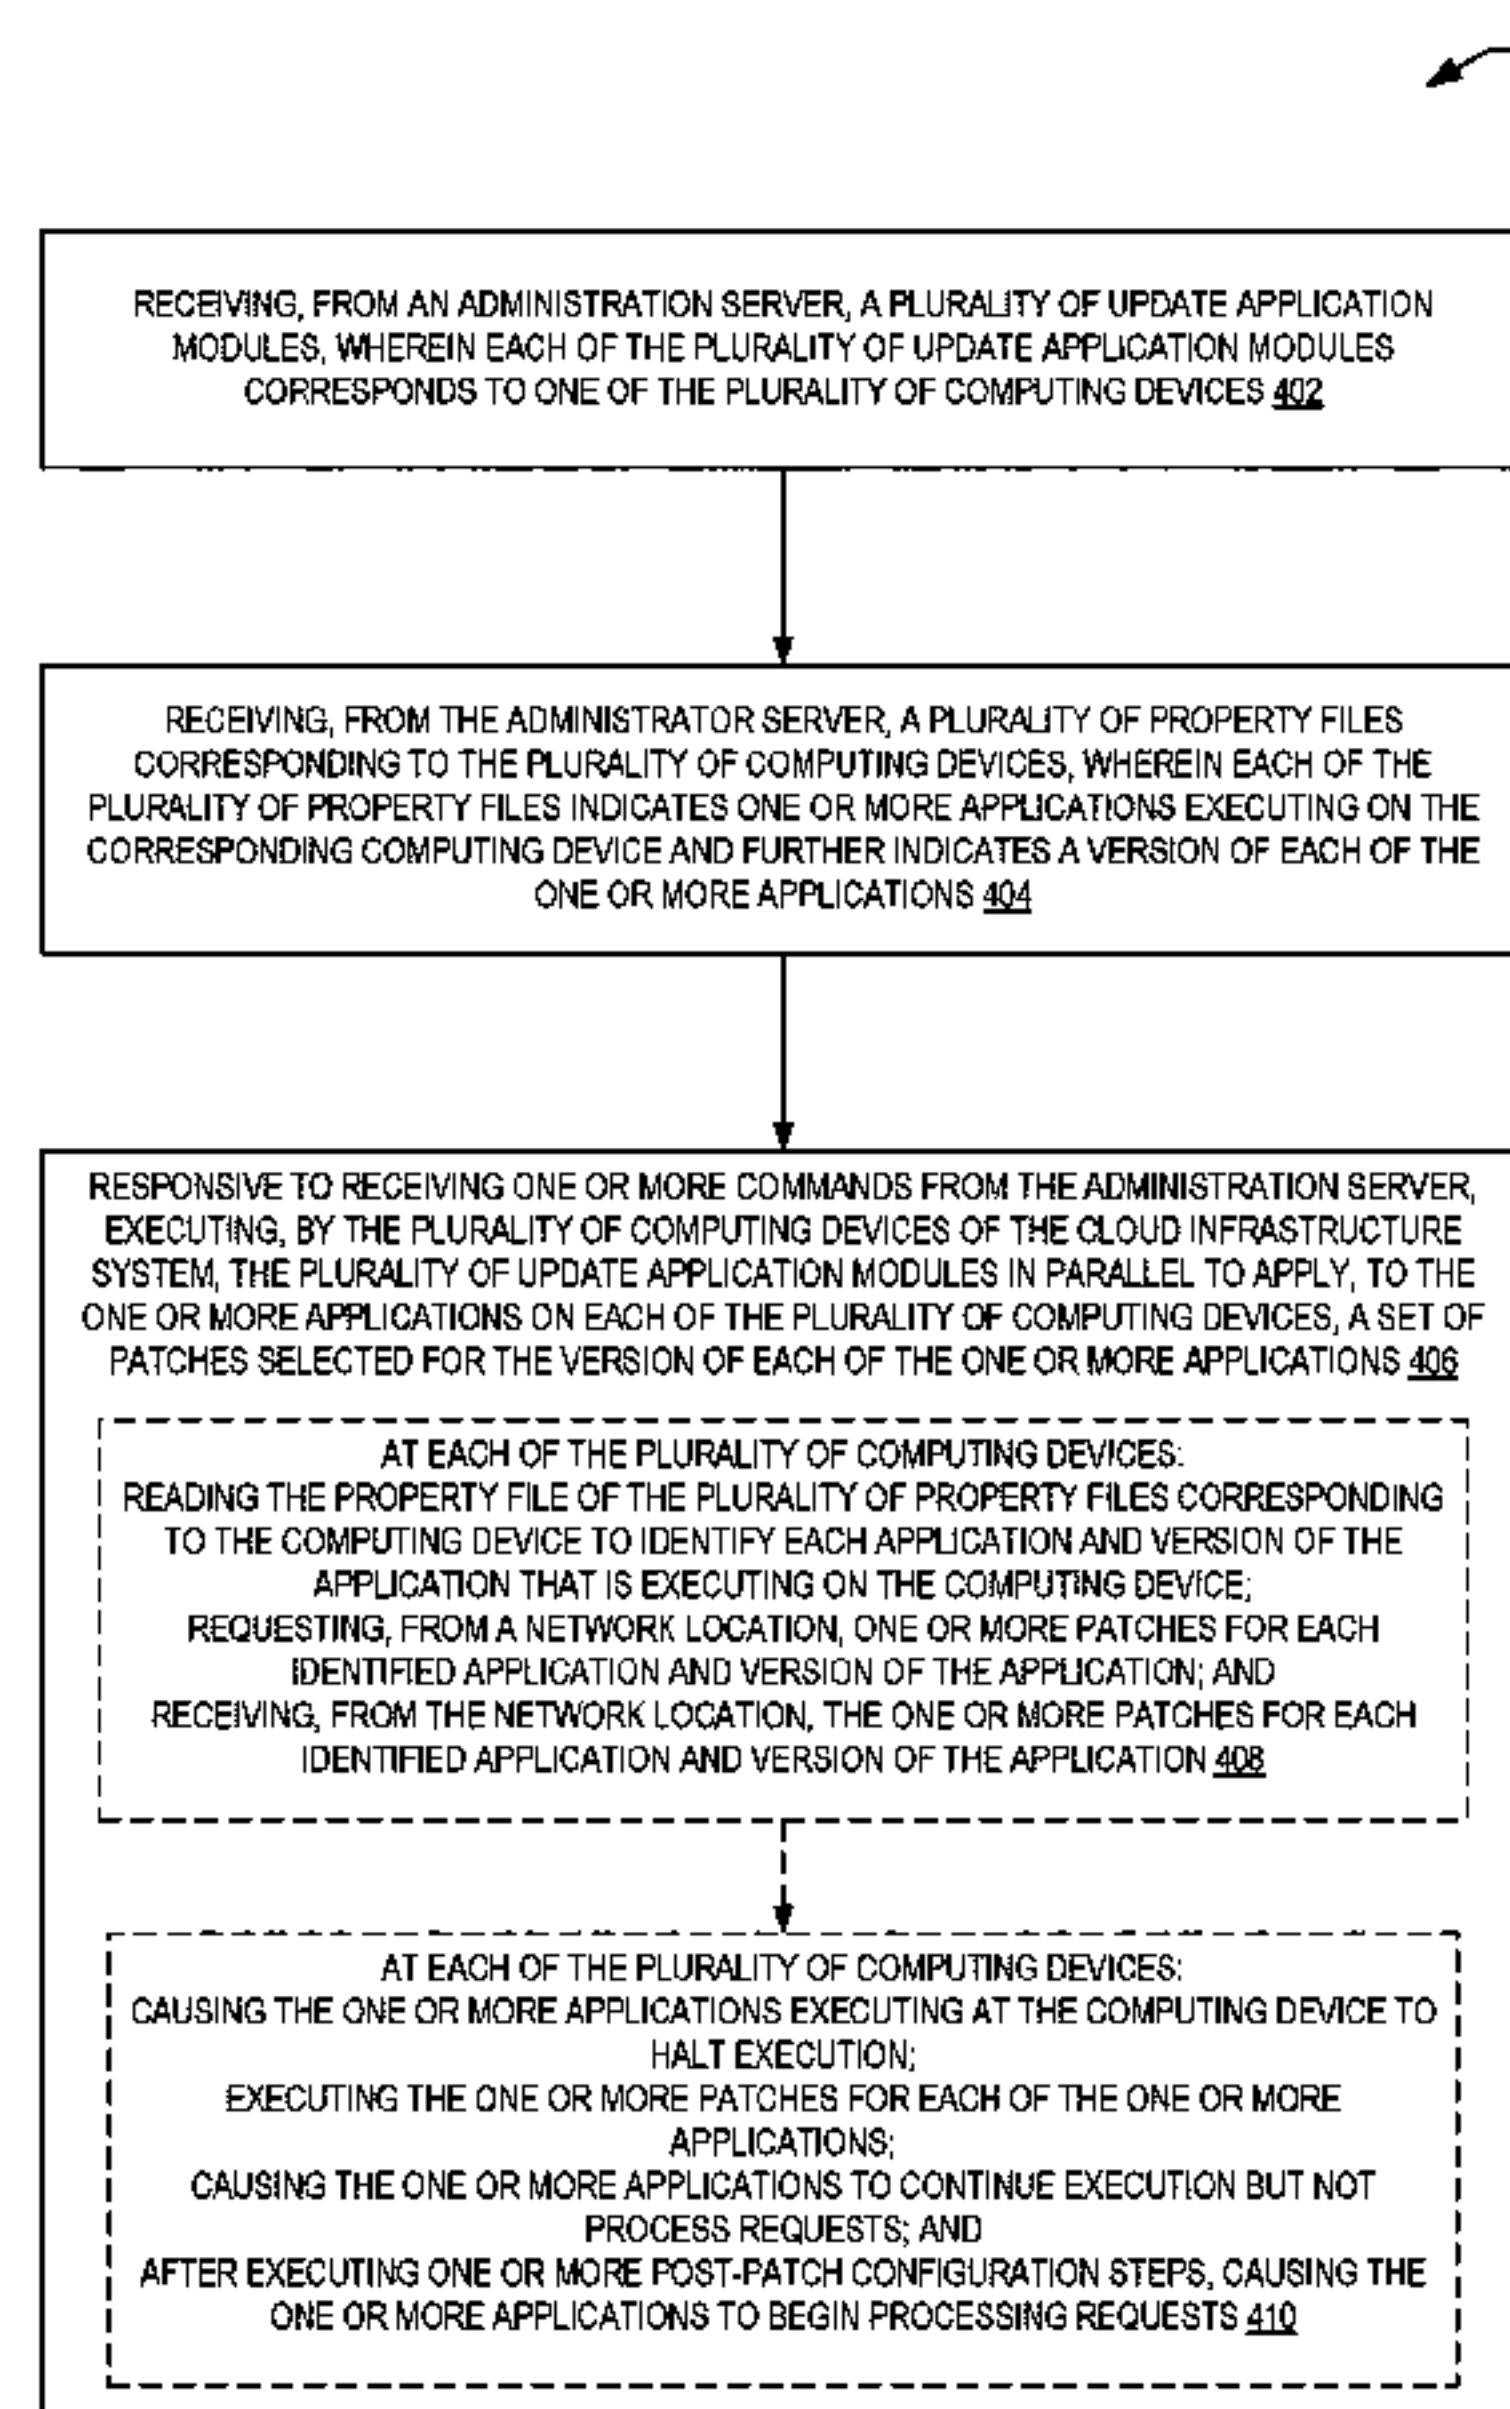 RECEIVING, FROM AN ADMINISTRATION SERVER, A PLURALITY OF UPDATE APPLICATION
MODULES, WHEREIN EACH OF THE PLURALITY OF UPDATE APPLICATION MODULES
CORRESPONDS TO ONE OF THE PLURALITY OF COMPUTING DEVICES 402
RECEIVING, FROM THE ADMINISTRATOR SERVER, A PLURALITY OF PROPERTY FILES
CORRESPONDING TO THE PLURALITY OF COMPUTING DEVICES, WHEREIN EACH OF THE
PLURALITY OF PROPERTY FILES INDICATES ONE OR MORE APPLICATIONS EXECUTING ON THE
CORRESPONDING COMPUTING DEVICE AND FURTHER INDICATES A VERSION OF EACH OF THE
ONE OR MORE APPLICATIONS 404
RESPONSIVE TO RECEIVING ONE OR MORE COMMANDS FROM THE ADMINISTRATION SERVER,
EXECUTING, BY THE PLURALITY OF COMPUTING DEVICES OF THE CLOUD INFRASTRUCTURE
SYSTEM, THE PLURALITY OF UPDATE APPLICATION MODULES IN PARALLEL TO APPLY, TO THE
ONE OR MORE APPLICATIONS ON EACH OF THE PLURALITY OF COMPUTING DEVICES, A SET OF
PATCHES SELECTED FOR THE VERSION OF EACH OF THE ONE OR MORE APPLICATIONS 406
AT EACH OF THE PLURALITY OF COMPUTING DEVICES:
READING THE PROPERTY FILE OF THE PLURALITY OF PROPERTY FILES CORRESPONDING
TO THE COMPUTING DEVICE TO IDENTIFY EACH APPLICATION AND VERSION OF THE
APPLICATION THAT IS EXECUTING ON THE COMPUTING DEVICE;
REQUESTING, FROM A NETWORK LOCATION, ONE OR MORE PATCHES FOR EACH
IDENTIFIED APPLICATION AND VERSION OF THE APPLICATION; AND
RECEIVING, FROM THE NETWORK LOCATION, THE ONE OR MORE PATCHES FOR EACH
IDENTIFIED APPLICATION AND VERSION OF THE APPLICATION 408
AT EACH OF THE PLURALITY OF COMPUTING DEVICES:
CAUSING THE ONE OR MORE APPLICATIONS EXECUTING AT THE COMPUTING DEVICE TO
HALT EXECUTION;
EXECUTING THE ONE OR MORE PATCHES FOR EACH OF THE ONE OR MORE
APPLICATIONS;
CAUSING THE ONE OR MORE APPLICATIONS TO CONTINUE EXECUTION BUT NOT
PROCESS REQUESTS; AND
AFTER EXECUTING ONE OR MORE POST-PATCH CONFIGURATION STEPS, CAUSING THE
ONE OR MORE APPLICATIONS TO BEGIN PROCESSING REQUESTS 410